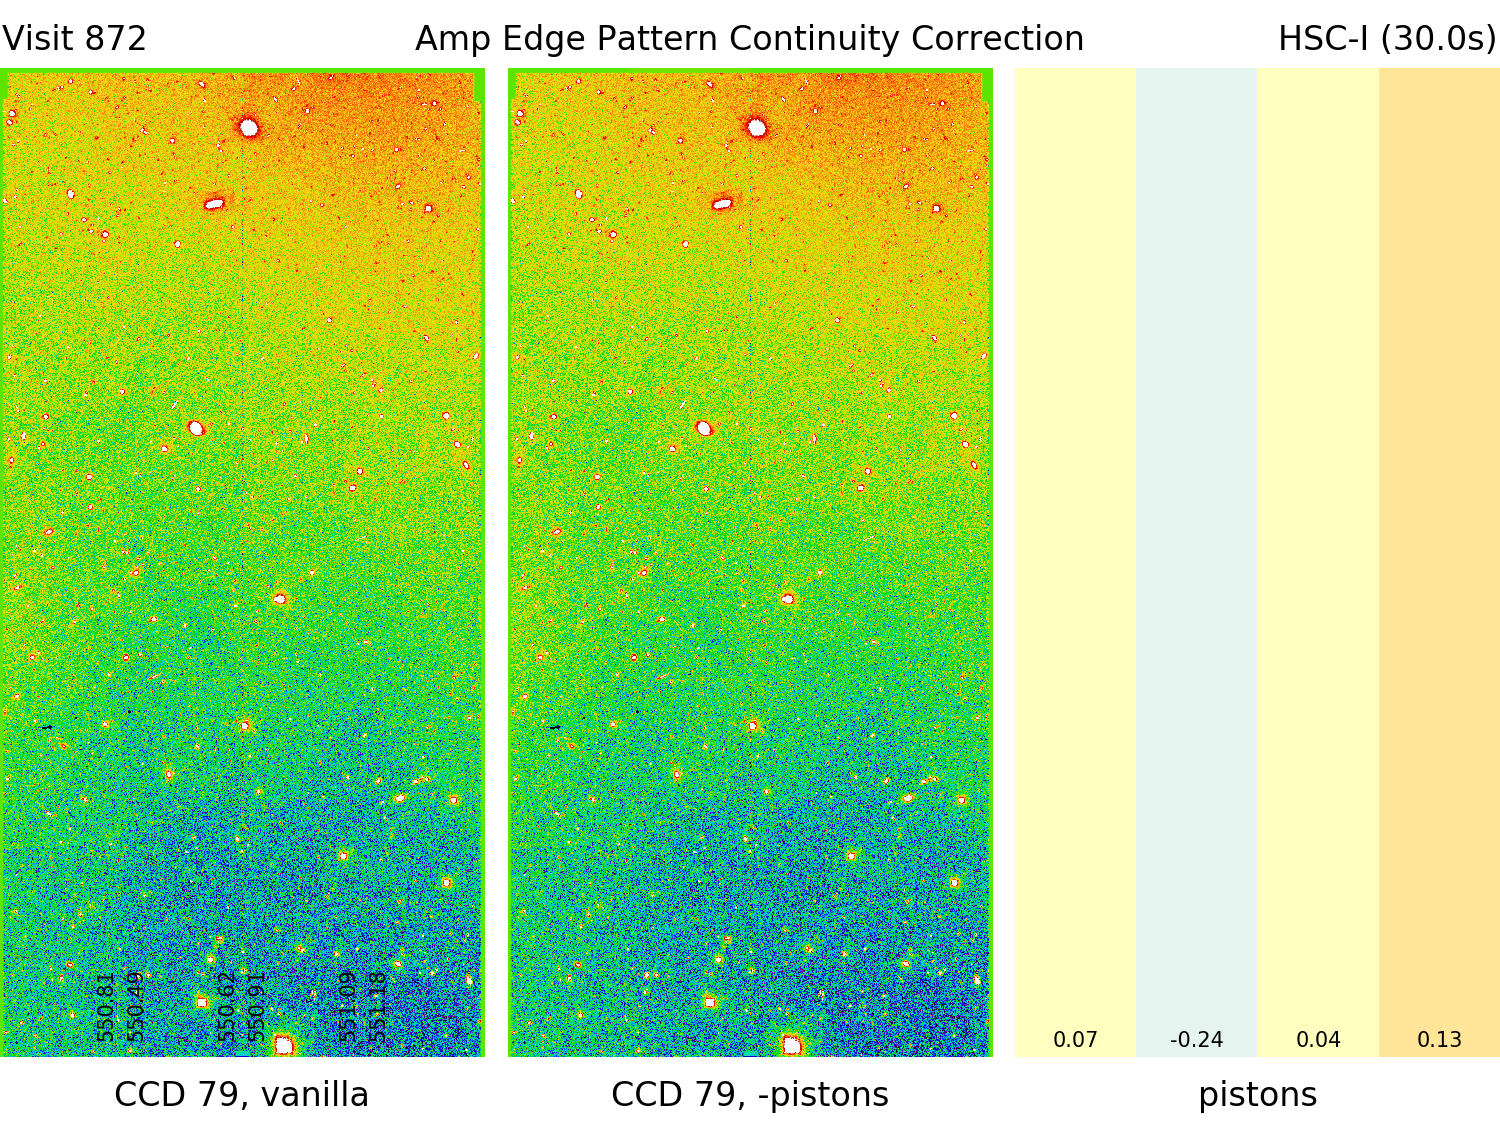 Visit 872
Amp Edge Pattern Continuity Correction
HSC-I (30.0s)
550.81
550.49
550.62
550.91
551.09
551.18
0.07
-0.24
0.04
0.13
CCD 79, vanilla
CCD 79, -pistons
pistons